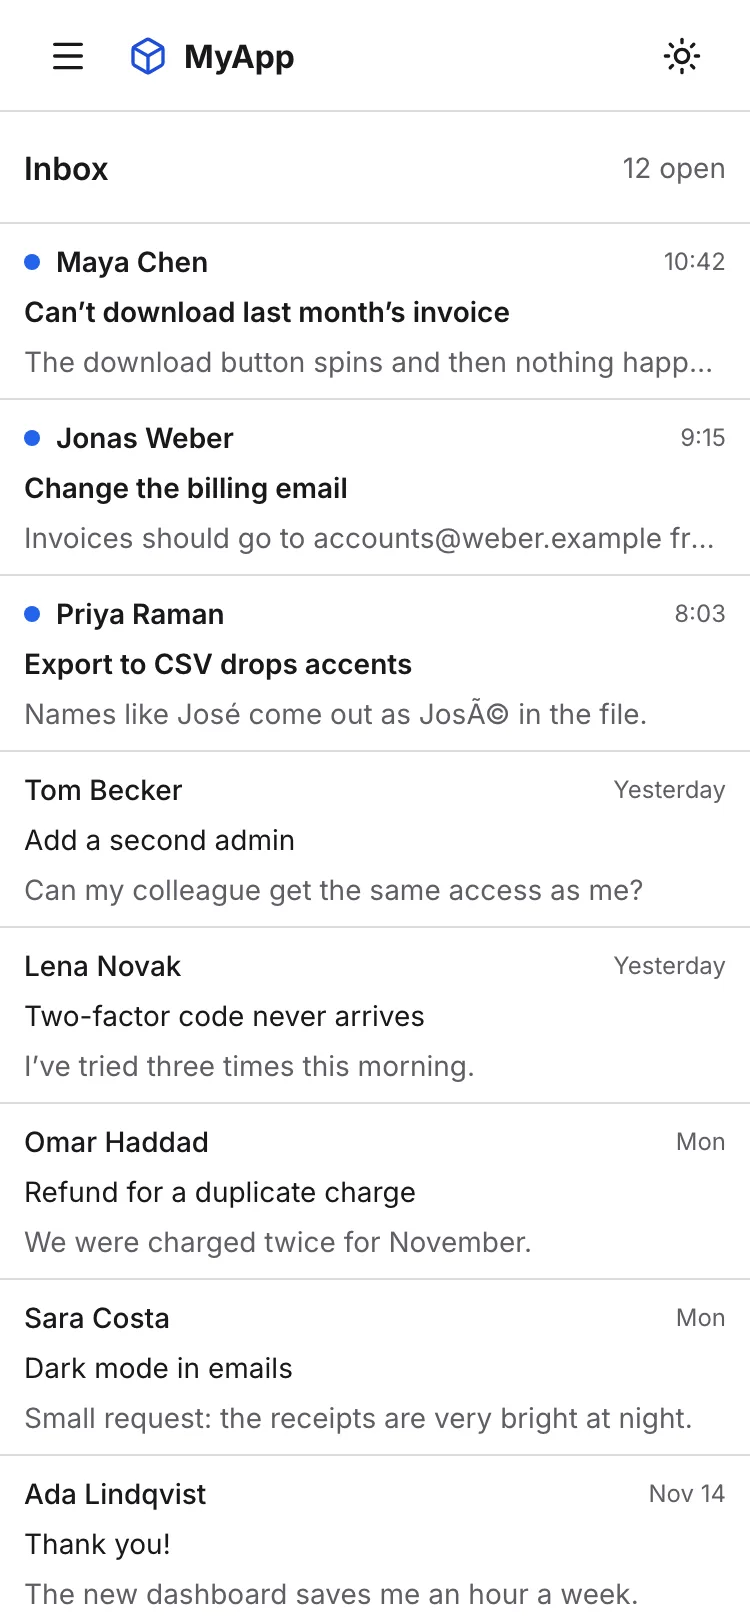 MyApp
Inbox
12 open
Maya Chen
10:42
Can’t download last month’s invoice
The download button spins and then nothing happ...
Jonas Weber
9:15
Change the billing email
Invoices should go to accounts@weber.example fr...
Priya Raman
8:03
Export to CSV drops accents
Names like José come out as JosÃ© in the file.
Tom Becker
Yesterday
Add a second admin
Can my colleague get the same access as me?
Lena Novak
Yesterday
Two-factor code never arrives
I’ve tried three times this morning.
Omar Haddad
Mon
Refund for a duplicate charge
We were charged twice for November.
Sara Costa
Mon
Dark mode in emails
Small request: the receipts are very bright at night.
Ada Lindqvist
Nov 14
Thank you!
The new dashboard saves me an hour a week.